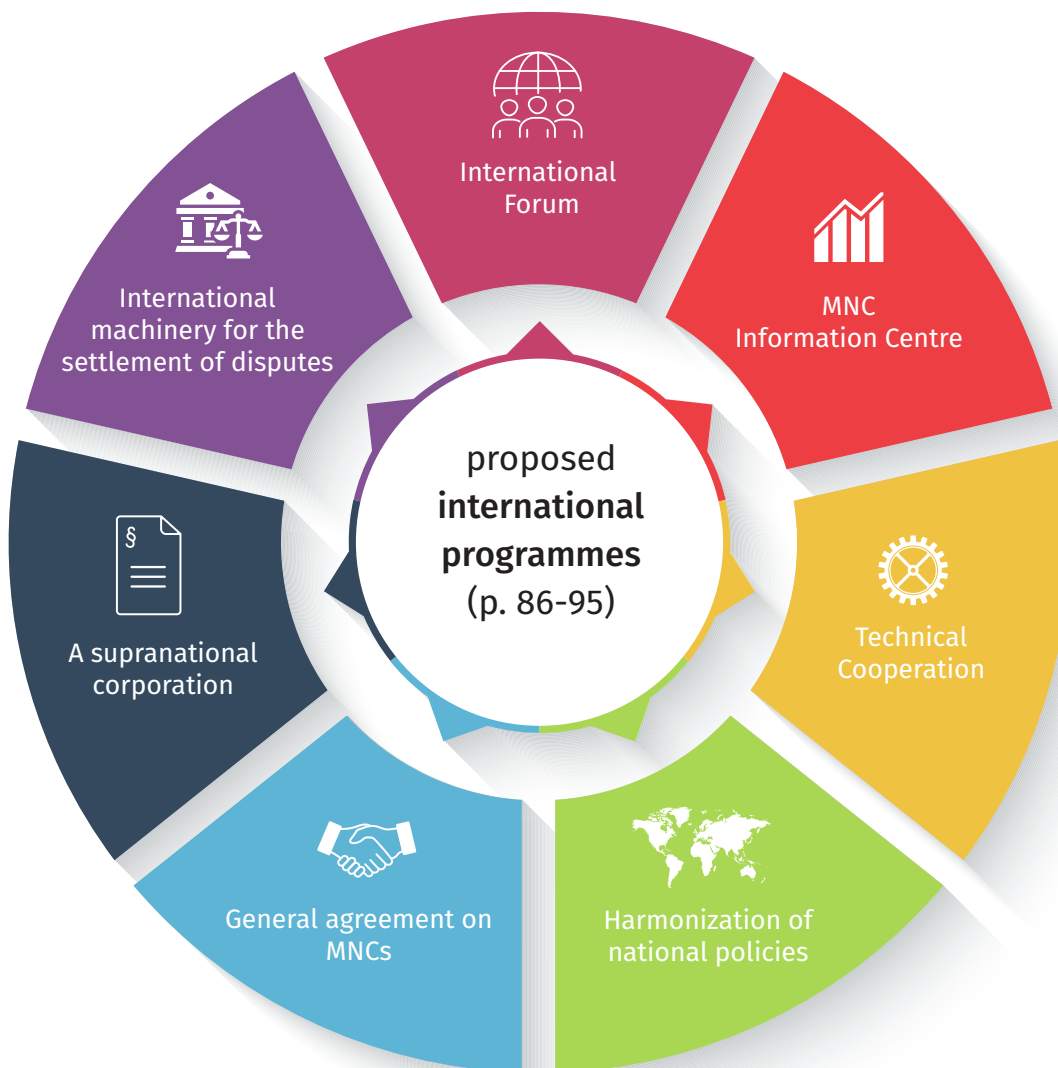 International
Forum
MNC
Information Centre
Technical
Cooperation
Harmonization of
national policies
General agreement on
MNCs
§
A supranational
corporation
International
machinery for the
settlement of disputes
proposed
international
programmes
(p. 86-95)